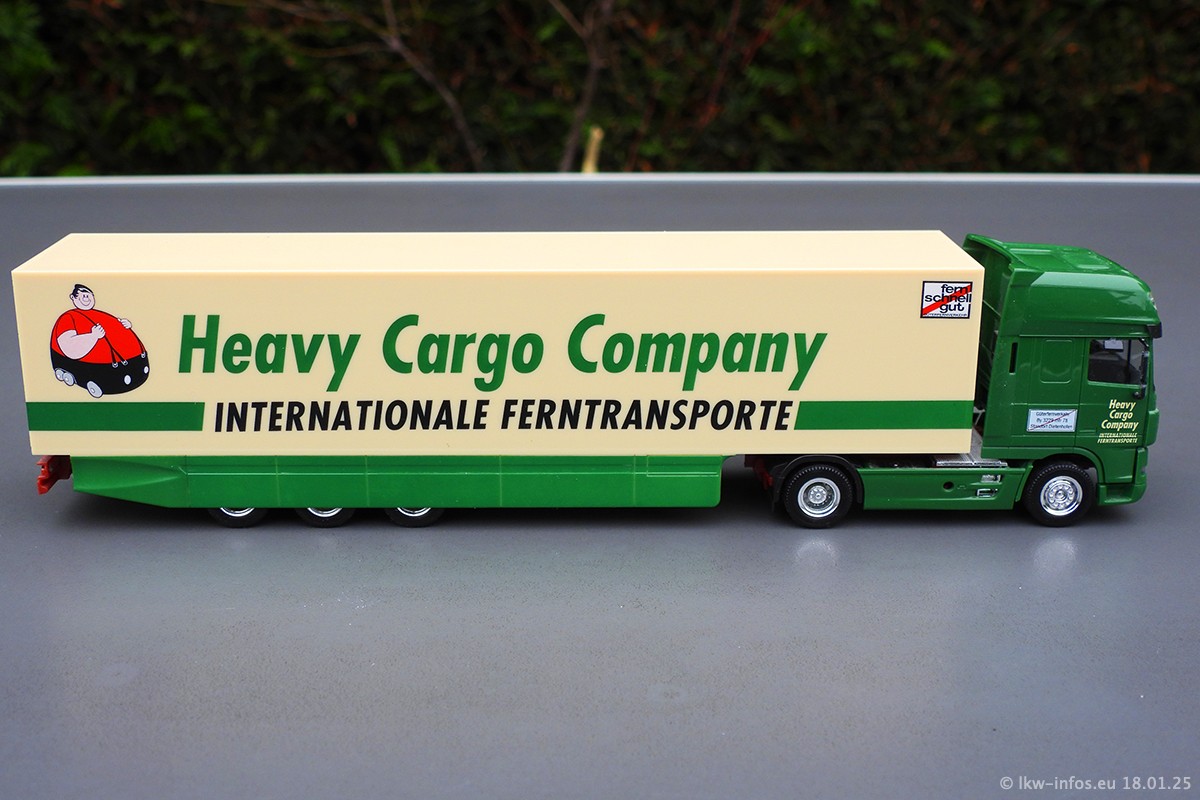 Heavy Cargo Company
INTERNATIONALE FERNTRANSPORTE
fern
schnell
gut
Heavy
Cargo
Company
INTERNATIONALE
FERNTRANSPORTE
Güterfernverkehr
© lkw-infos.eu 18.01.25